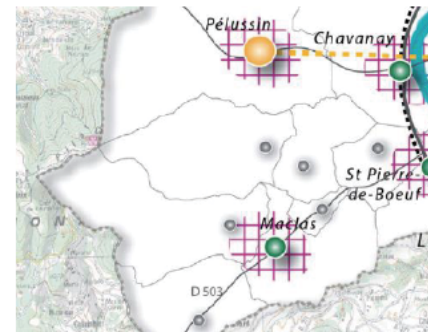 Pélussin
Chavanay
St Pierre-
de-Boeuf
Maclas
L
O N
D 503